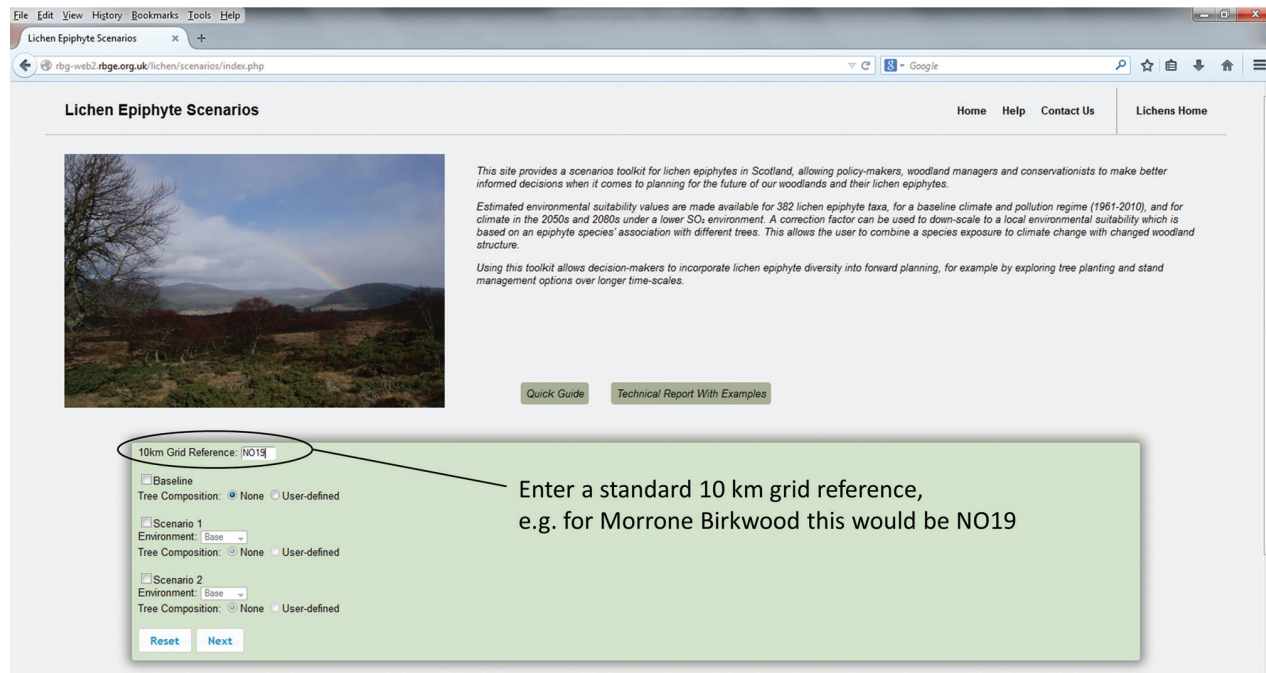 File Edit View History Bookmarks Tools Help
Lichen Epiphyte Scenarios × +
rbg-web2.rbge.org.uk/lichen/scenarios/index.php
8 Google
Lichen Epiphyte Scenarios
Home Help Contact Us Lichens Home
This site provides a scenarios toolkit for lichen epiphytes in Scotland, allowing policy-makers, woodland managers and conservationists to make better
informed decisions when it comes to planning for the future of our woodlands and their lichen epiphytes.
Estimated environmental suitability values are made available for 382 lichen epiphyte taxa, for a baseline climate and pollution regime (1961-2010), and for
climate in the 2050s and 2080s under a lower SO₂ environment. A correction factor can be used to down-scale to a local environmental suitability which is
based on an epiphyte species' association with different trees. This allows the user to combine a species exposure to climate change with changed woodland
structure.
Using this toolkit allows decision-makers to incorporate lichen epiphyte diversity into forward planning, for example by exploring tree planting and stand
management options over longer time-scales.
Quick Guide Technical Report With Examples
10km Grid Reference: NO19
Baseline
Tree Composition: None User-defined
Scenario 1
Environment: Base
Tree Composition: None User-defined
Scenario 2
Environment: Base
Tree Composition: None User-defined
Reset Next
Enter a standard 10 km grid reference,
e.g. for Morrone Birkwood this would be NO19